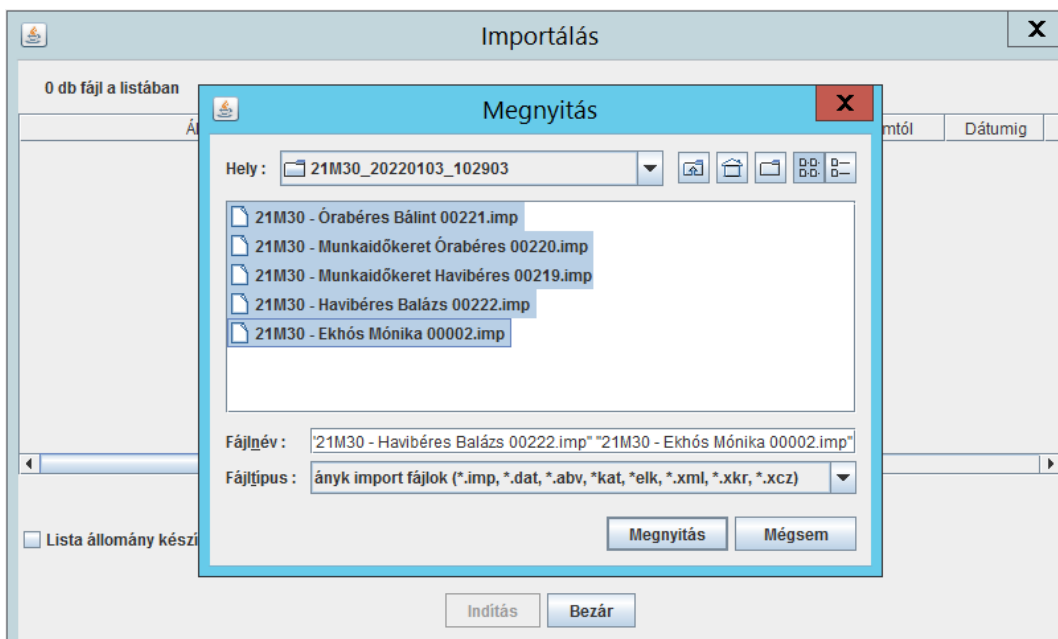 Importálás
X
0 db fájl a listában
Megnyitás
X
Dátumig
Hely :
21M30_20220103_102903
21M30 - Órabéres Bálint 00221.imp
21M30 - Munkaidőkeret Órabéres 00220.imp
21M30 - Munkaidőkeret Havibéres 00219.imp
21M30 - Havibéres Balázs 00222.imp
21M30 - Ekhós Mónika 00002.imp
Fájlnév :
"21M30 - Havibéres Balázs 00222.imp" "21M30 - Ekhós Mónika 00002.imp"
Fájltípus :
ányk import fájlok (*.imp, *.dat, *.abv, *kat, *elk, *.xml, *.xkr, *.xcz)
Lista állomány készí
Megnyitás
Mégsem
Indítás
Bezár